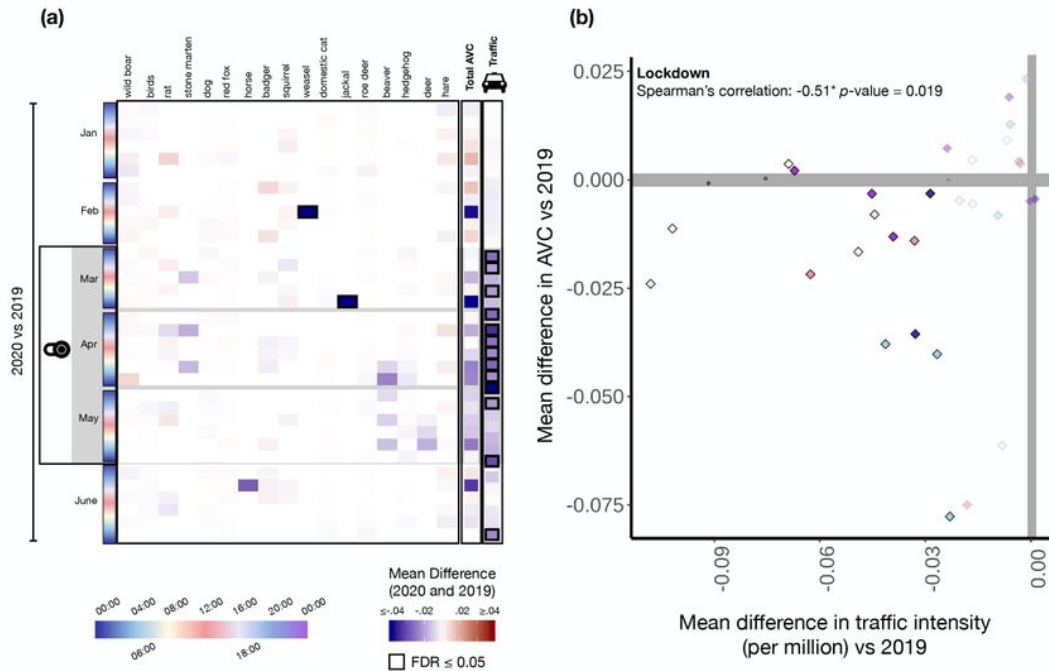 (a)
wild boar
birds
rat
stone marten
dog
red fox
horse
badger
squirrel
weasel
domestic cat
jackal
roe deer
beaver
hedgehog
deer
hare
Total AVC
Traffic
2020 vs 2019
Jan
Feb
Mar
Apr
May
June
00:00 04:00 08:00 12:00 16:00 20:00 00:00
06:00 18:00
Mean Difference
(2020 and 2019)
≤-.04 -.02 .02 ≥.04
FDR ≤ 0.05
(b)
Lockdown
Spearman's correlation: -0.51* p-value = 0.019
Mean difference in AVC vs 2019
0.025
0.000
-0.025
-0.050
-0.075
-0.09
-0.06
-0.03
0.00
Mean difference in traffic intensity
(per million) vs 2019